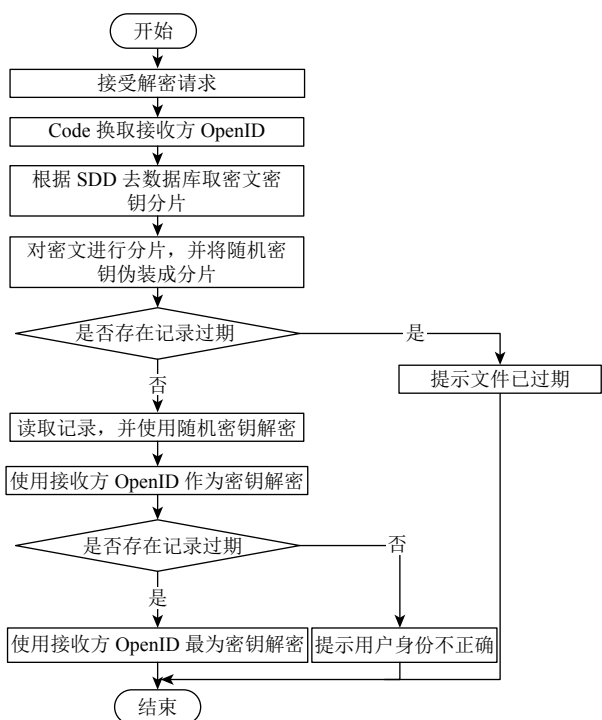 开始
接受解密请求
Code 换取接收方 OpenID
根据 SDD 去数据库取密文密
钥分片
对密文进行分片，并将随机密
钥伪装成分片
是否存在记录过期
是
否
提示文件已过期
读取记录，并使用随机密钥解密
使用接收方 OpenID 作为密钥解密
是否存在记录过期
否
是
使用接收方 OpenID 最为密钥解密
提示用户身份不正确
结束